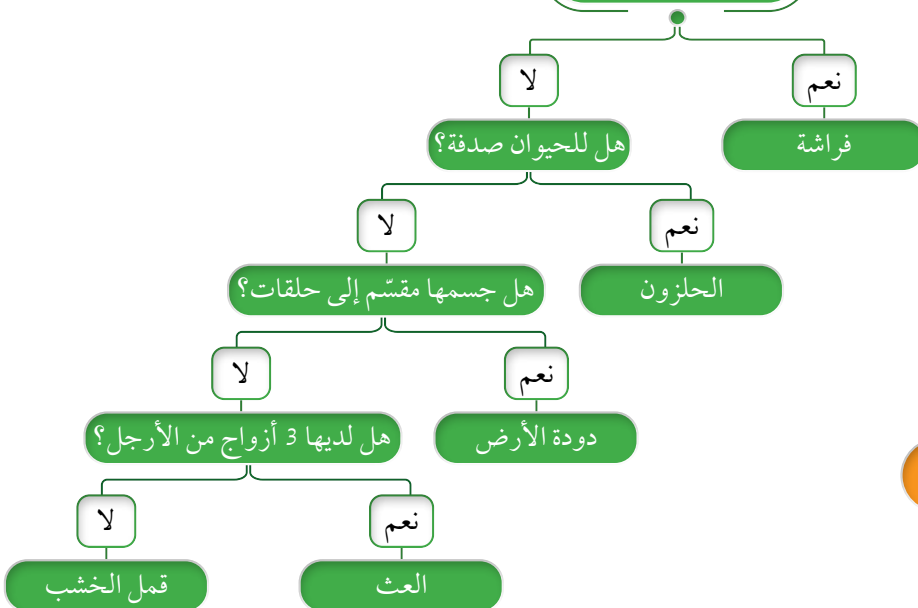 نعم
لا
فراشة
هل للحيوان صدفة؟
نعم
لا
الحلزون
هل جسمها مقسّم إلى حلقات؟
نعم
لا
دودة الأرض
هل لديها 3 أزواج من الأرجل؟
نعم
لا
العث
قمل الخشب